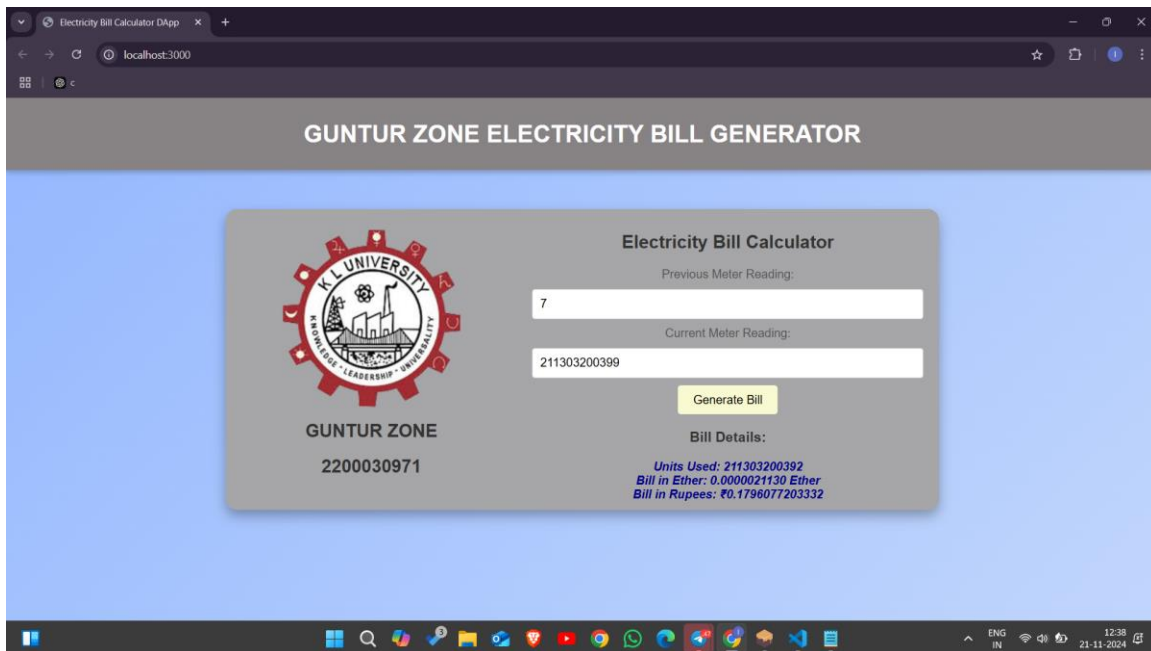 Electricity Bill Calculator DApp
localhost:3000
c
GUNTUR ZONE ELECTRICITY BILL GENERATOR
K L UNIVERSITY
KNOWLEDGE - LEADERSHIP - UNIVERSALITY
GUNTUR ZONE
2200030971
Electricity Bill Calculator
Previous Meter Reading:
7
Current Meter Reading:
211303200399
Generate Bill
Bill Details:
Units Used: 211303200392
Bill in Ether: 0.0000021130 Ether
Bill in Rupees: ₹0.1796077203332
ENG
IN
12:38
21-11-2024